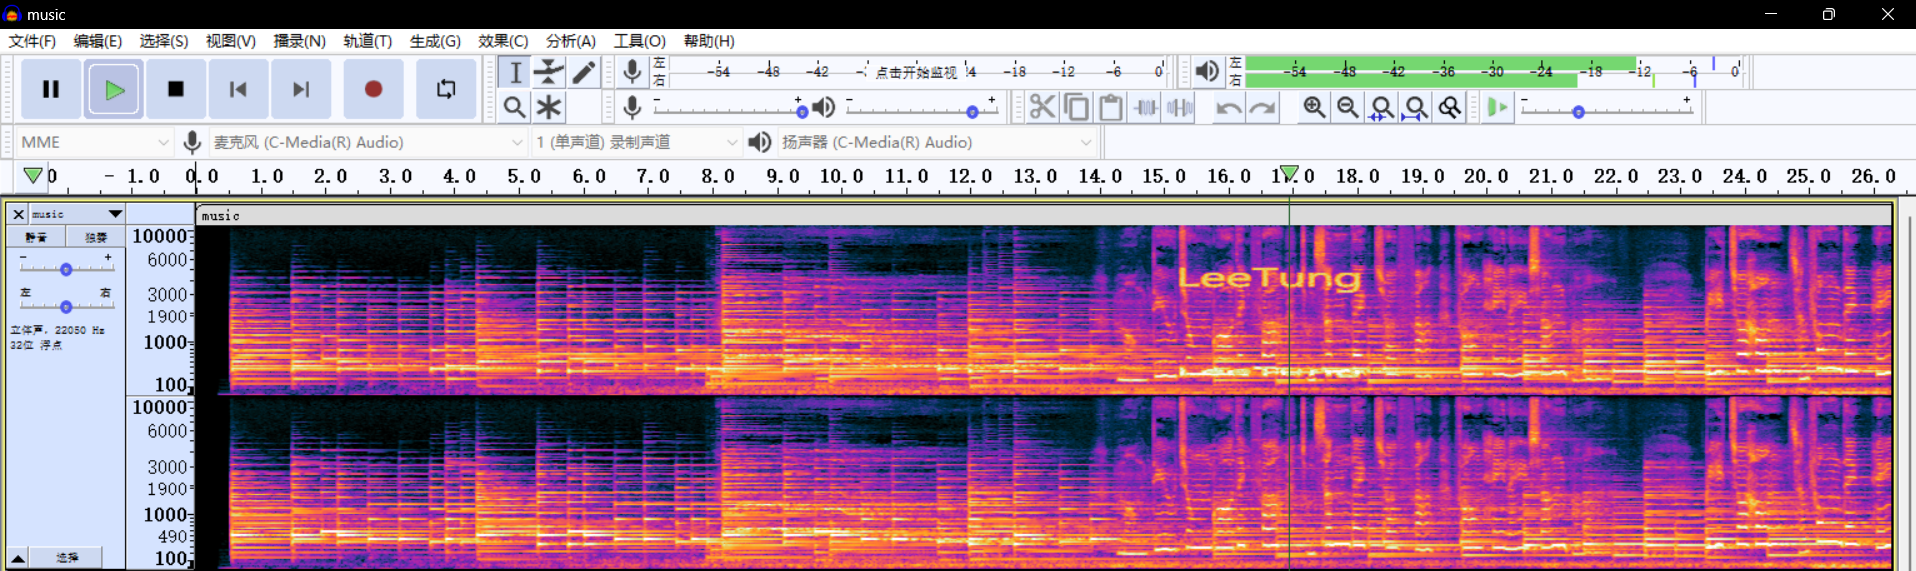 music
文件(F) 编辑(E) 选择(S) 视图(V) 播录(N) 轨道(T) 生成(G) 效果(C) 分析(A) 工具(O) 帮助(H)
左 -54 -48 -42 点击开始监视 -18 -12 -6 0
右
左 -54 -48 -42 -36 -30 -24 -18 -12 -6 0
右
- + - + - +
MME 麦克风 (C-Media(R) Audio) 1 (单声道) 录制声道 扬声器 (C-Media(R) Audio)
- 1.0 0.0 1.0 2.0 3.0 4.0 5.0 6.0 7.0 8.0 9.0 10.0 11.0 12.0 13.0 14.0 15.0 16.0 17.0 18.0 19.0 20.0 21.0 22.0 23.0 24.0 25.0 26.0
music music
静音 独奏
- +
左 右
立体声, 22050 Hz
32位 浮点
选择
10000
6000
3000
1900
1000
100
LeeTung
10000
6000
3000
1900
1000
490
100